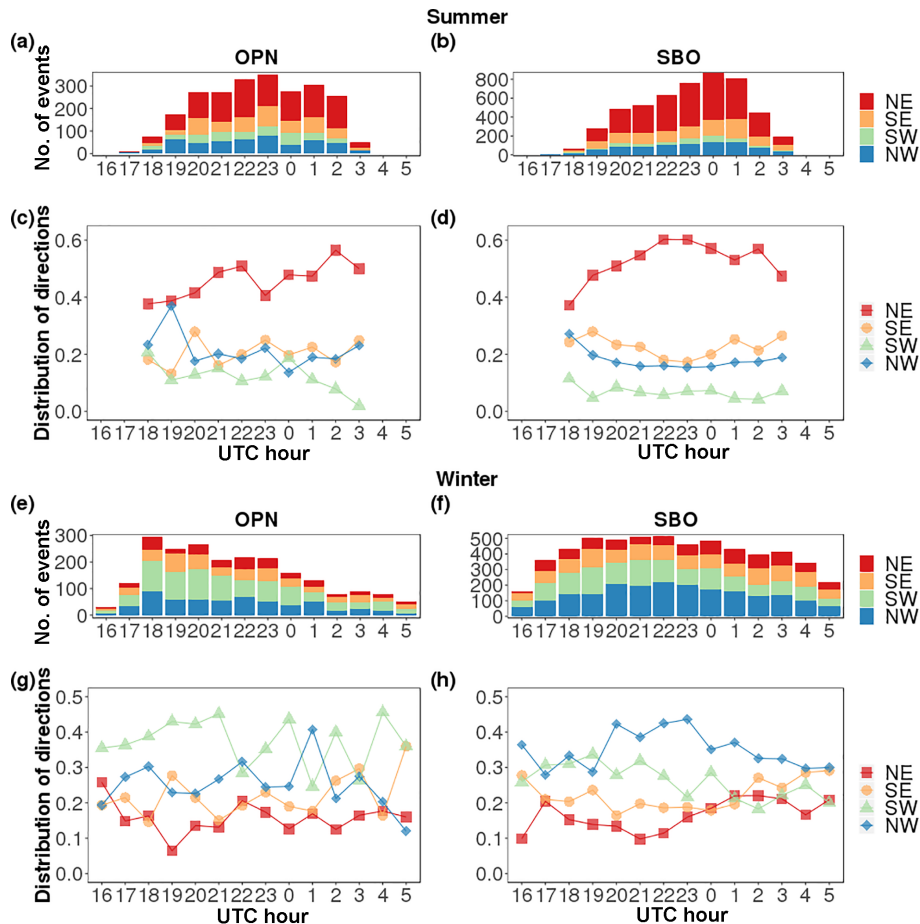 Summer
(a) (b)
OPN SBO
No. of events
300
200
100
0
800
600
400
200
0
16 17 18 19 20 21 22 23 0 1 2 3 4 5
16 17 18 19 20 21 22 23 0 1 2 3 4 5
NE
SE
SW
NW
(c) (d)
Distribution of directions
0.6
0.4
0.2
0.0
0.6
0.4
0.2
0.0
16 17 18 19 20 21 22 23 0 1 2 3 4 5
16 17 18 19 20 21 22 23 0 1 2 3 4 5
UTC hour UTC hour
NE
SE
SW
NW
Winter
(e) (f)
OPN SBO
No. of events
300
200
100
0
500
400
300
200
100
0
16 17 18 19 20 21 22 23 0 1 2 3 4 5
16 17 18 19 20 21 22 23 0 1 2 3 4 5
NE
SE
SW
NW
(g) (h)
Distribution of directions
0.5
0.4
0.3
0.2
0.1
0.0
0.5
0.4
0.3
0.2
0.1
0.0
16 17 18 19 20 21 22 23 0 1 2 3 4 5
16 17 18 19 20 21 22 23 0 1 2 3 4 5
UTC hour UTC hour
NE
SE
SW
NW